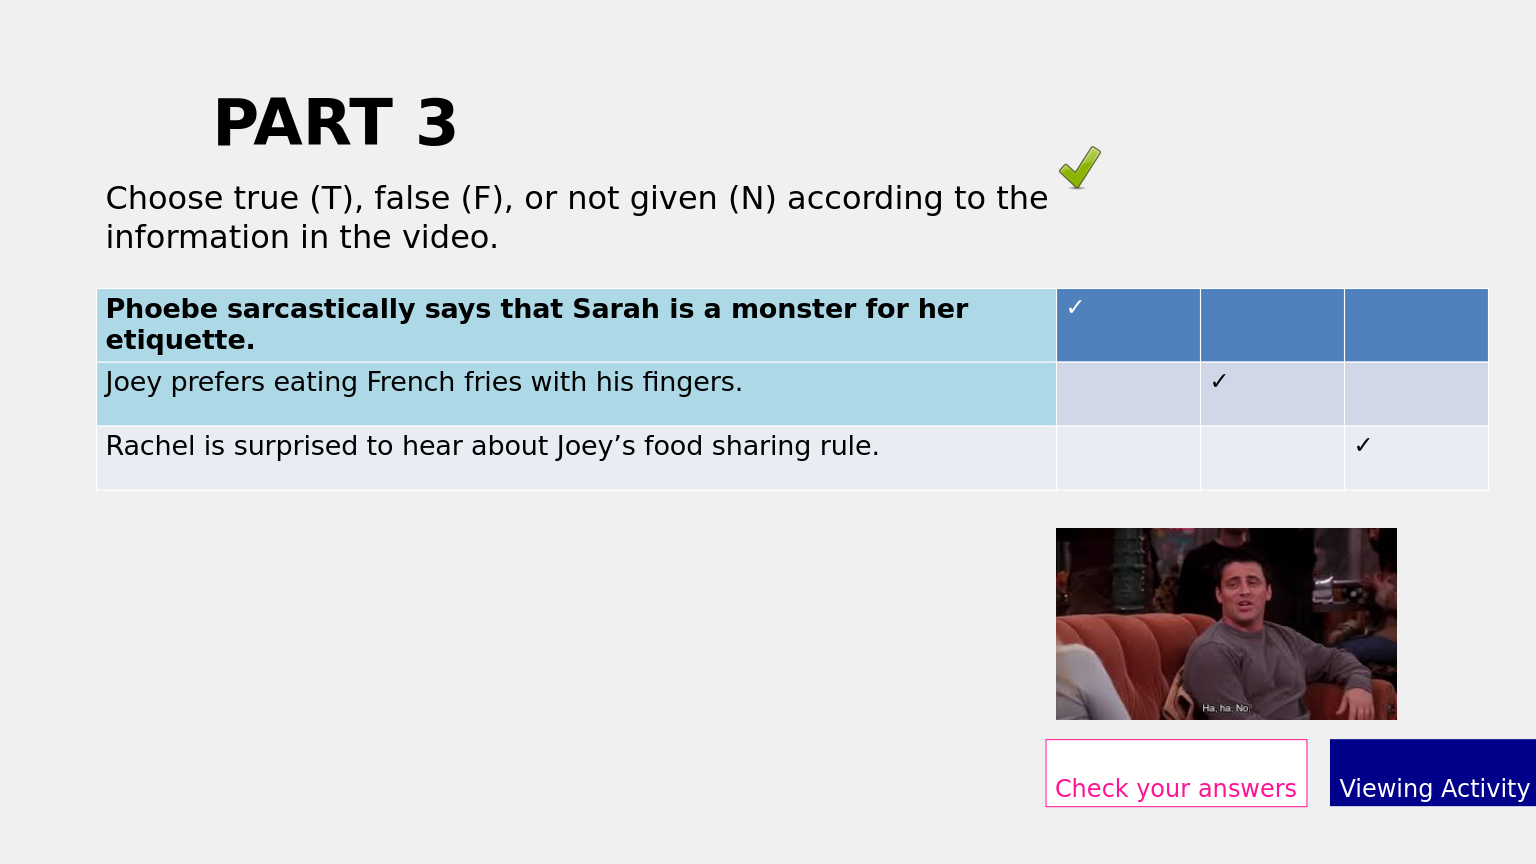 PART 3
Choose true (T), false (F), or not given (N) according to the
information in the video.
Phoebe sarcastically says that Sarah is a monster for her
etiquette.
✓
Joey prefers eating French fries with his fingers.
✓
Rachel is surprised to hear about Joey’s food sharing rule.
✓
Ha, ha. No.
Check your answers
Viewing Activity